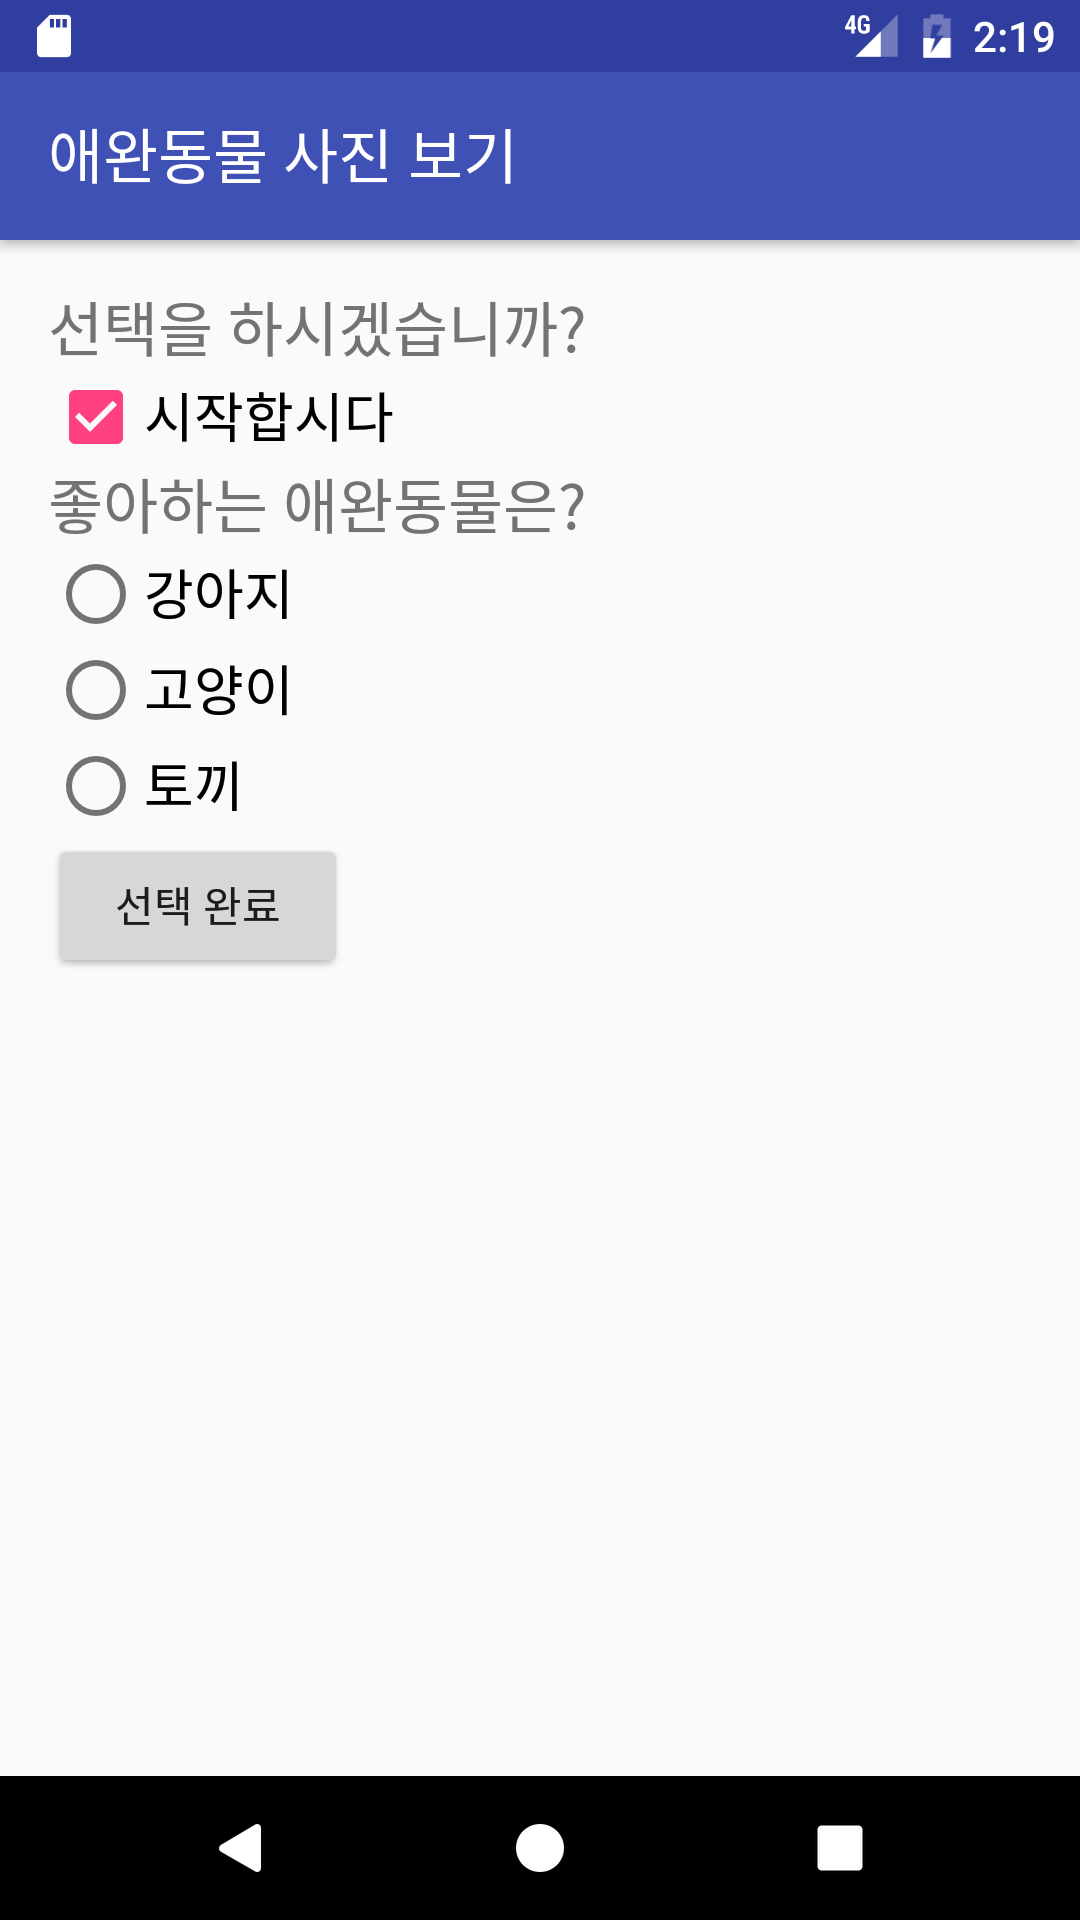 4G 2:19
애완동물 사진 보기
선택을 하시겠습니까?
시작합시다
좋아하는 애완동물은?
강아지
고양이
토끼
선택 완료